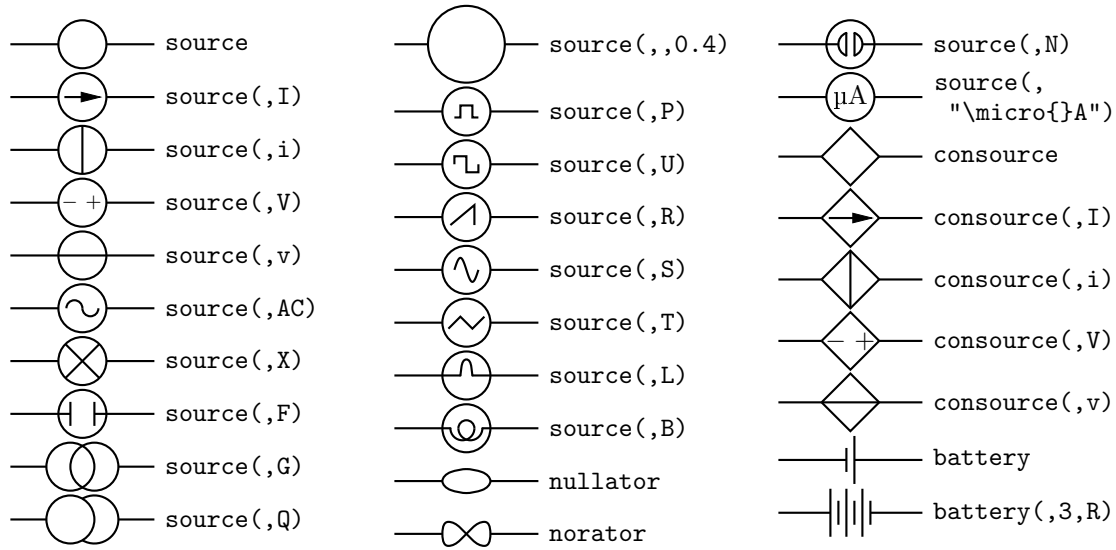 source
source(,I)
source(,i)
− +
source(,V)
source(,v)
source(,AC)
source(,X)
source(,F)
source(,G)
source(,Q)
source(,,0.4)
source(,P)
source(,U)
source(,R)
source(,S)
source(,T)
source(,L)
source(,B)
nullator
norator
source(,N)
µA
source(,
"\micro{}A")
consource
consource(,I)
consource(,i)
− +
consource(,V)
consource(,v)
battery
battery(,3,R)